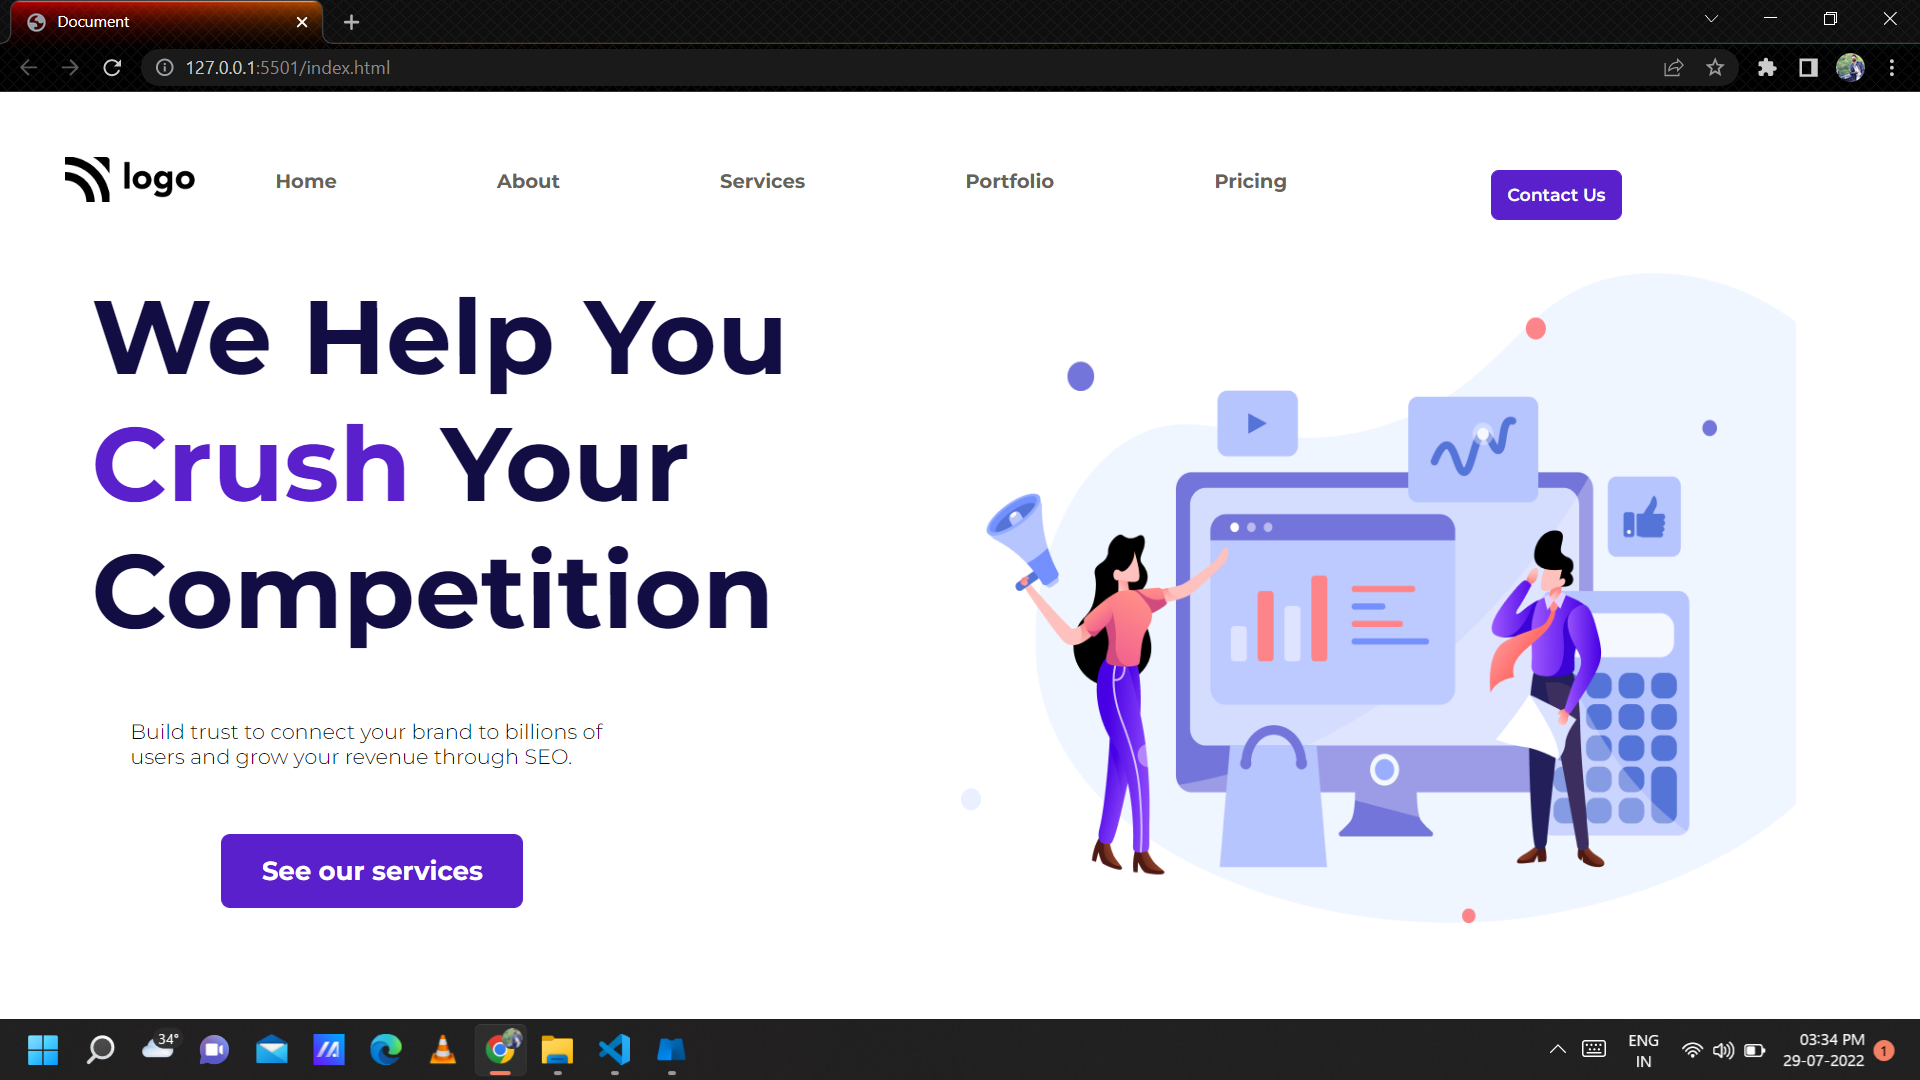 Document
127.0.0.1:5501/index.html
logo
Home
About
Services
Portfolio
Pricing
Contact Us
We Help You
Crush Your
Competition
Build trust to connect your brand to billions of
users and grow your revenue through SEO.
See our services
34°
ENG
IN
03:34 PM
29-07-2022
1